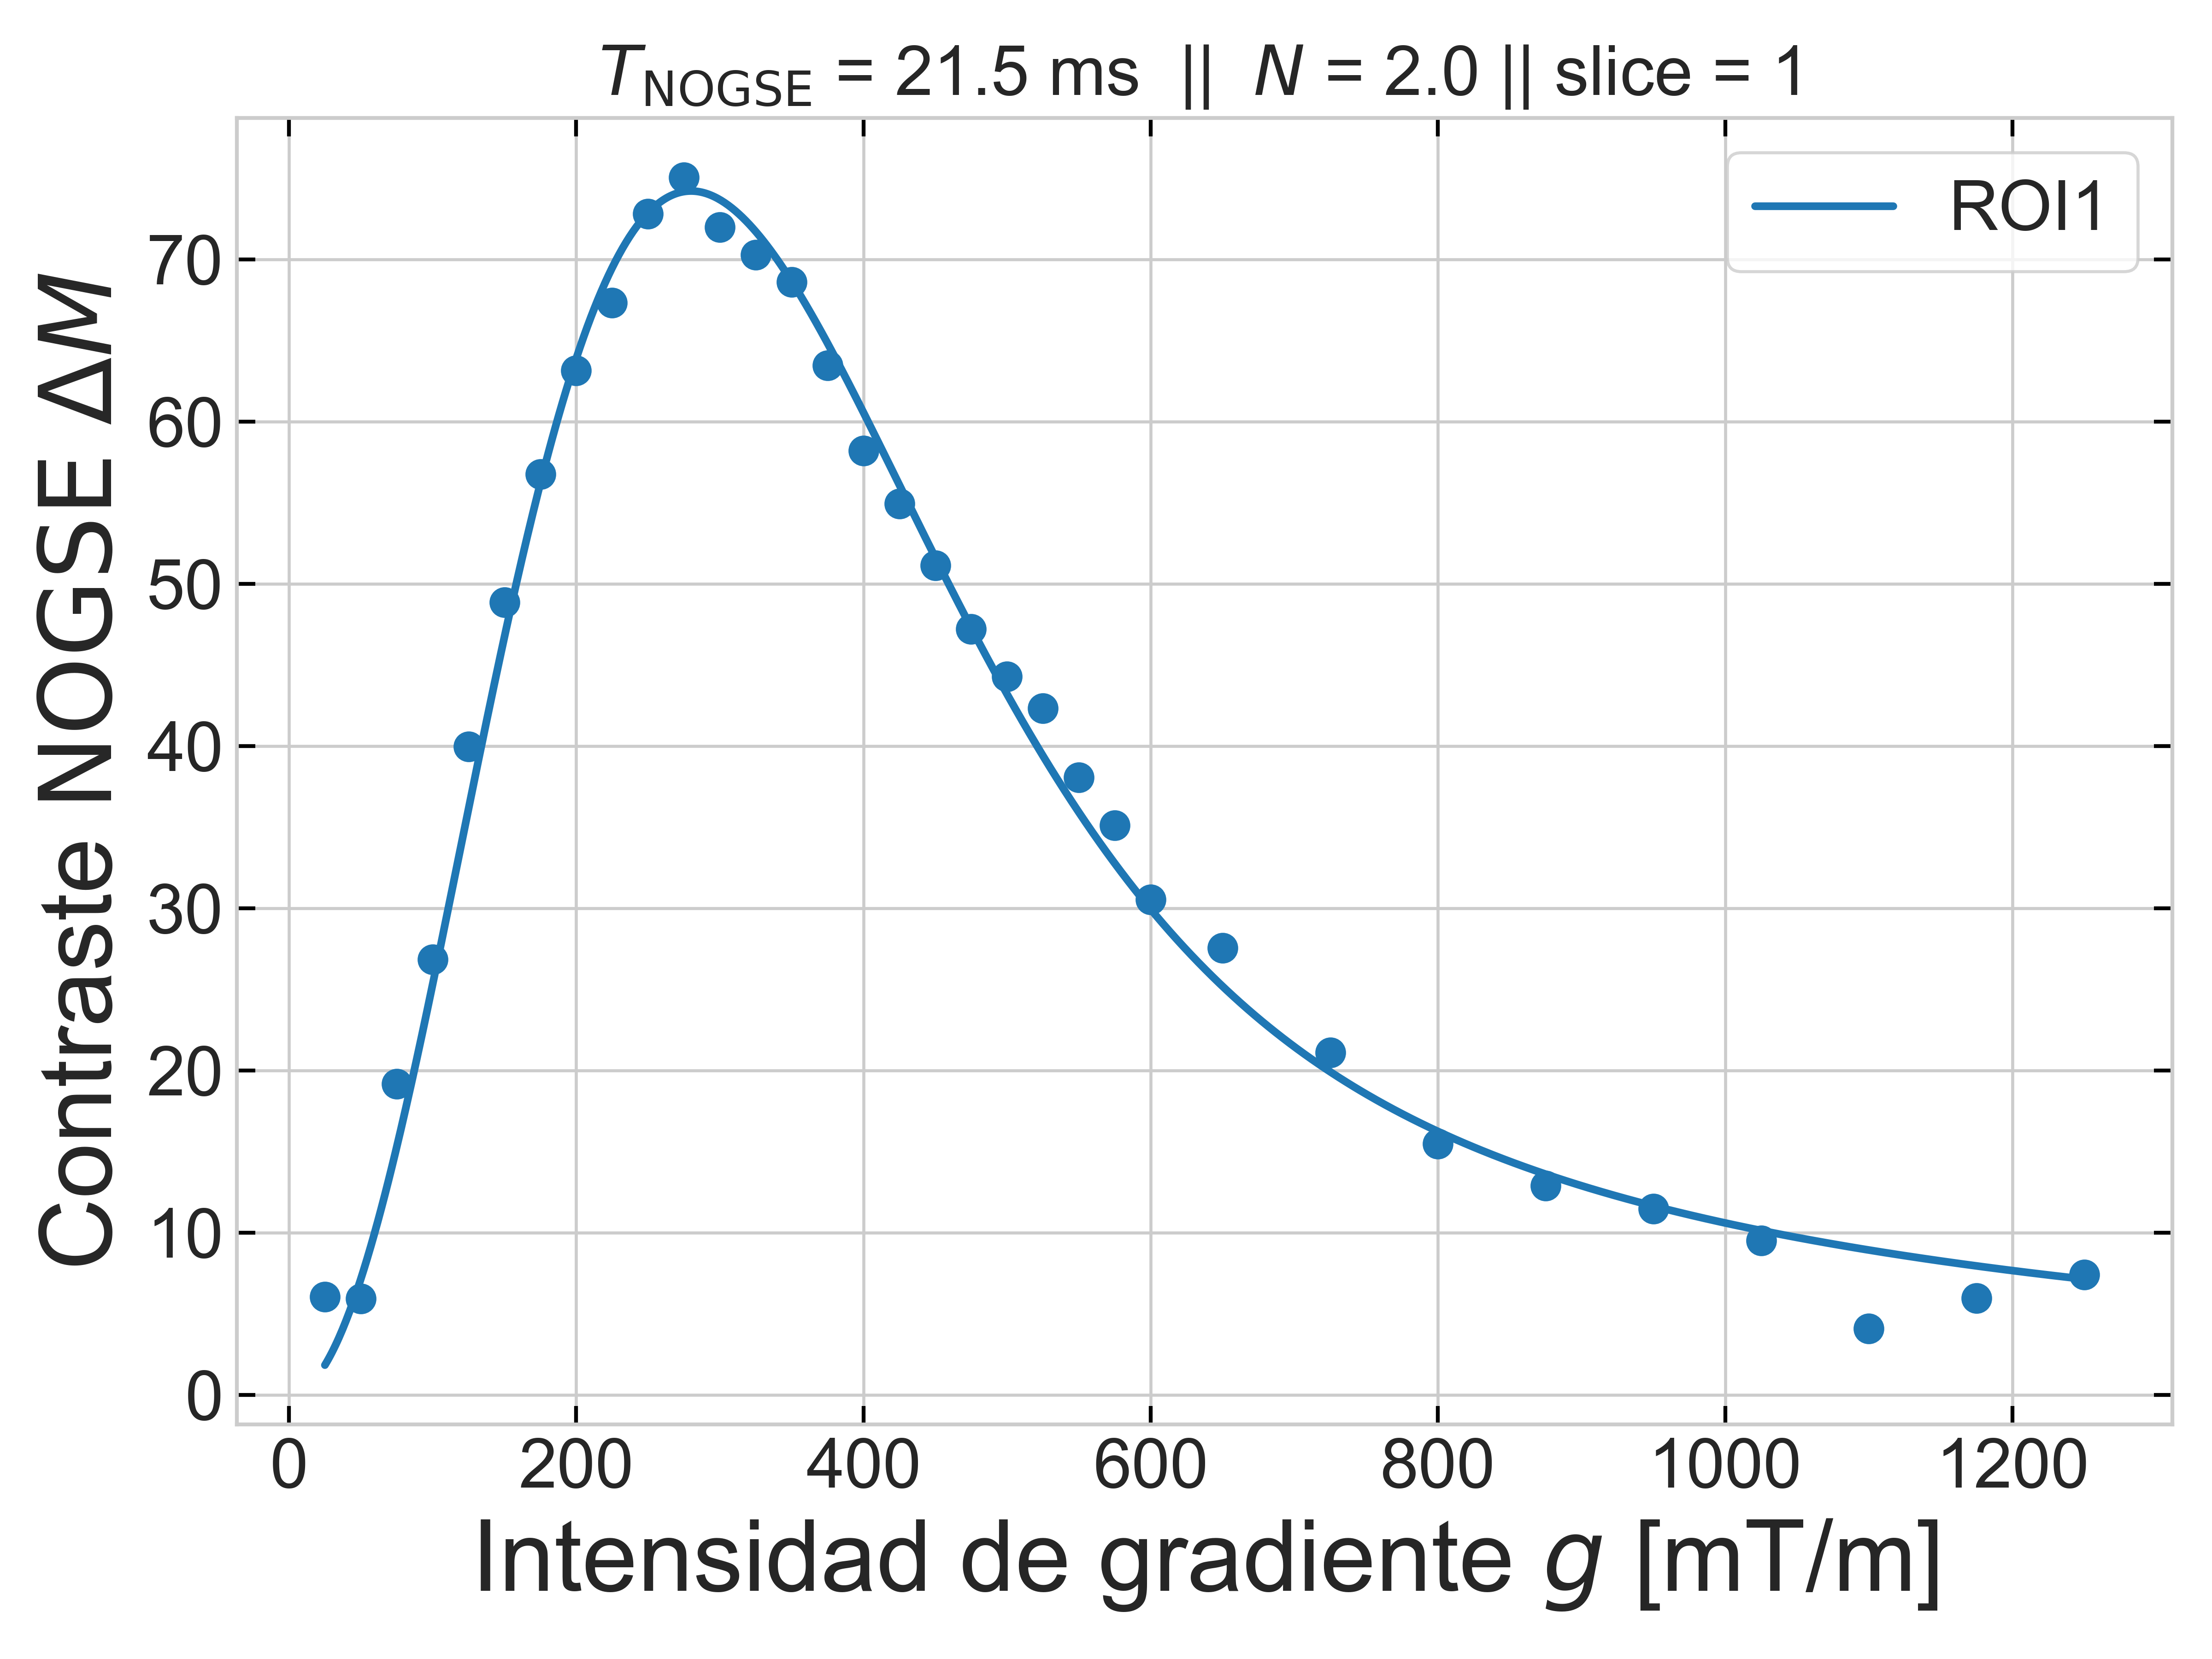 T_NOGSE = 21.5 ms || N = 2.0 || slice = 1
ROI1
Contraste NOGSE ΔM
70
60
50
40
30
20
10
0
0 200 400 600 800 1000 1200
Intensidad de gradiente g [mT/m]